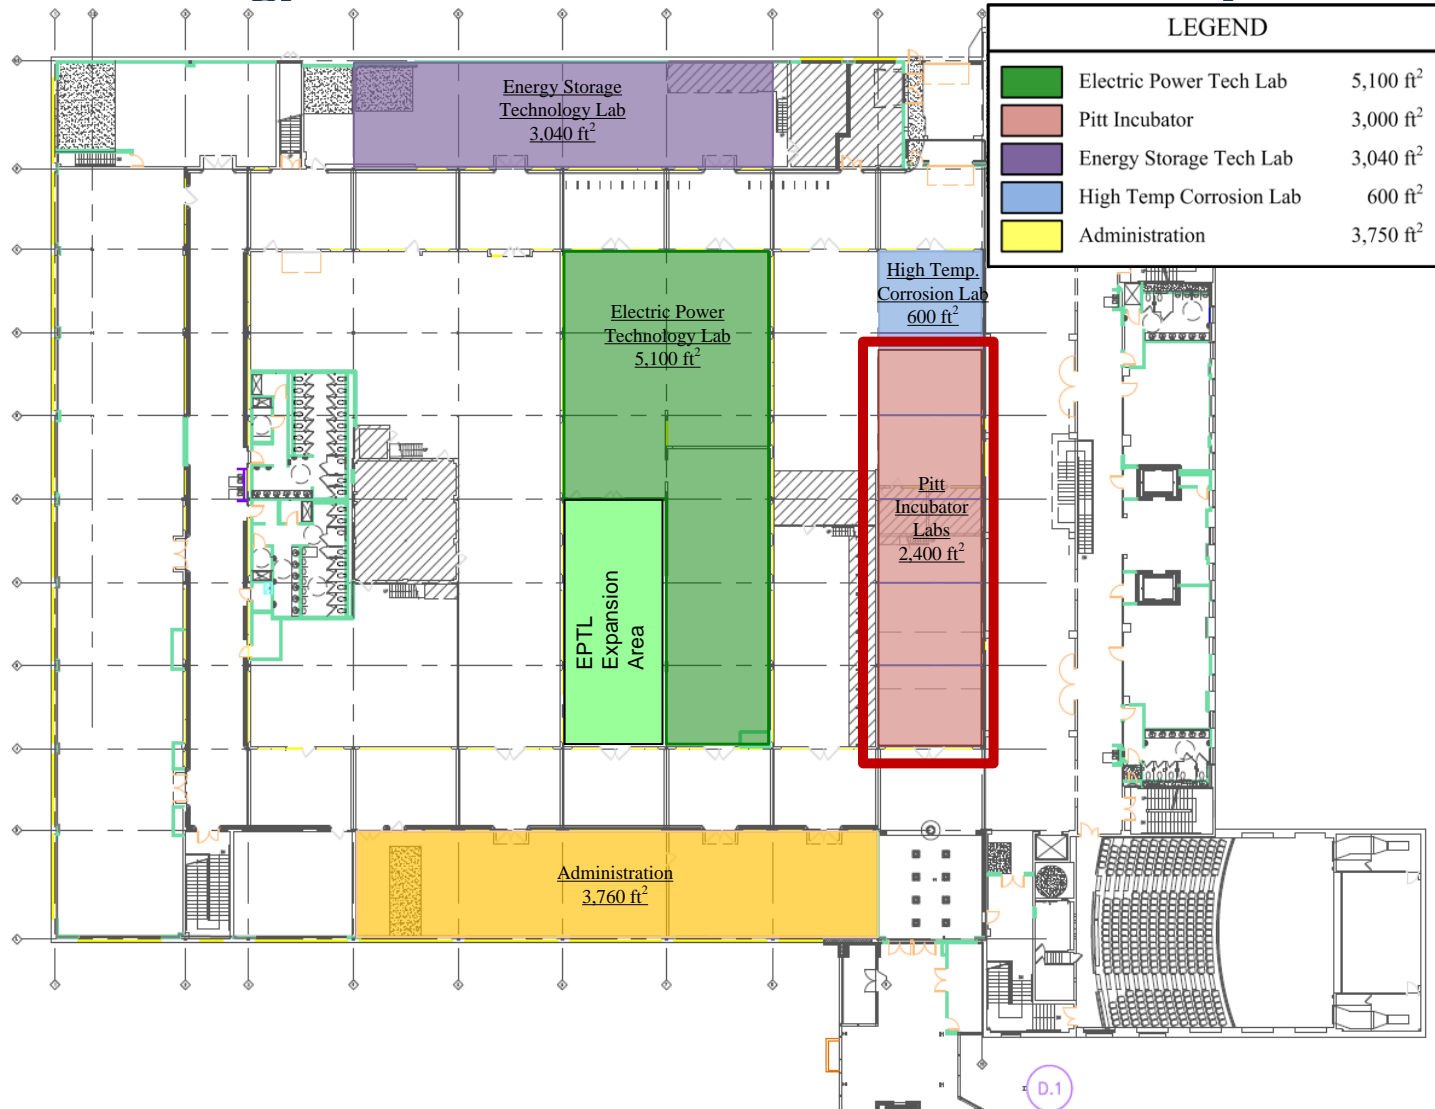 LEGEND
Electric Power Tech Lab 5,100 ft²
Pitt Incubator 3,000 ft²
Energy Storage Tech Lab 3,040 ft²
High Temp Corrosion Lab 600 ft²
Administration 3,750 ft²
Energy Storage
Technology Lab
3,040 ft²
High Temp.
Corrosion Lab
600 ft²
Electric Power
Technology Lab
5,100 ft²
Pitt
Incubator
Labs
2,400 ft²
EPTL
Expansion
Area
Administration
3,760 ft²
D.1